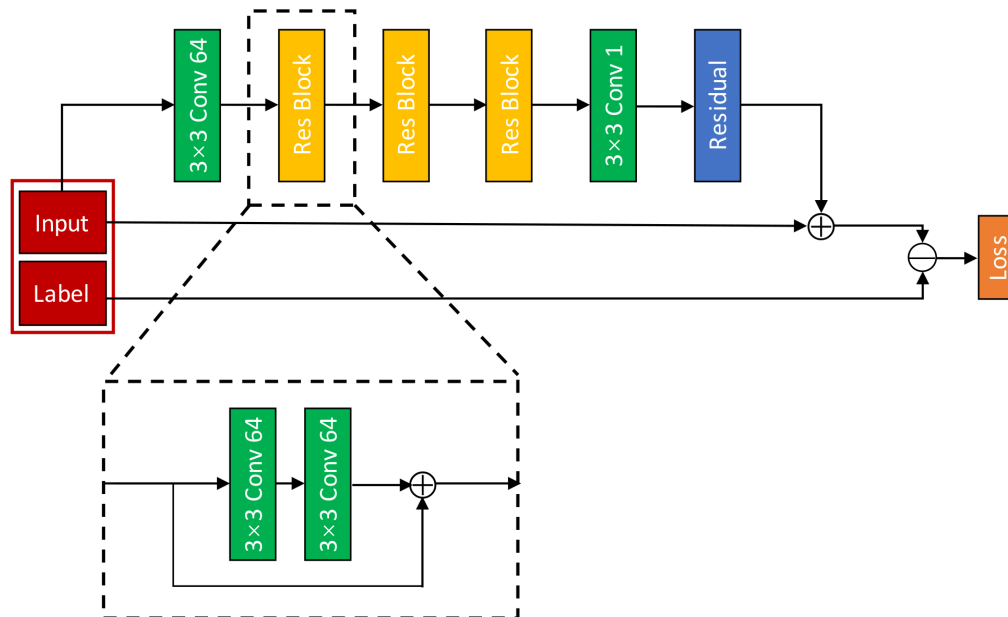 3×3 Conv 64
Res Block
Res Block
Res Block
3×3 Conv 1
Residual
Input
Label
Loss
3×3 Conv 64
3×3 Conv 64